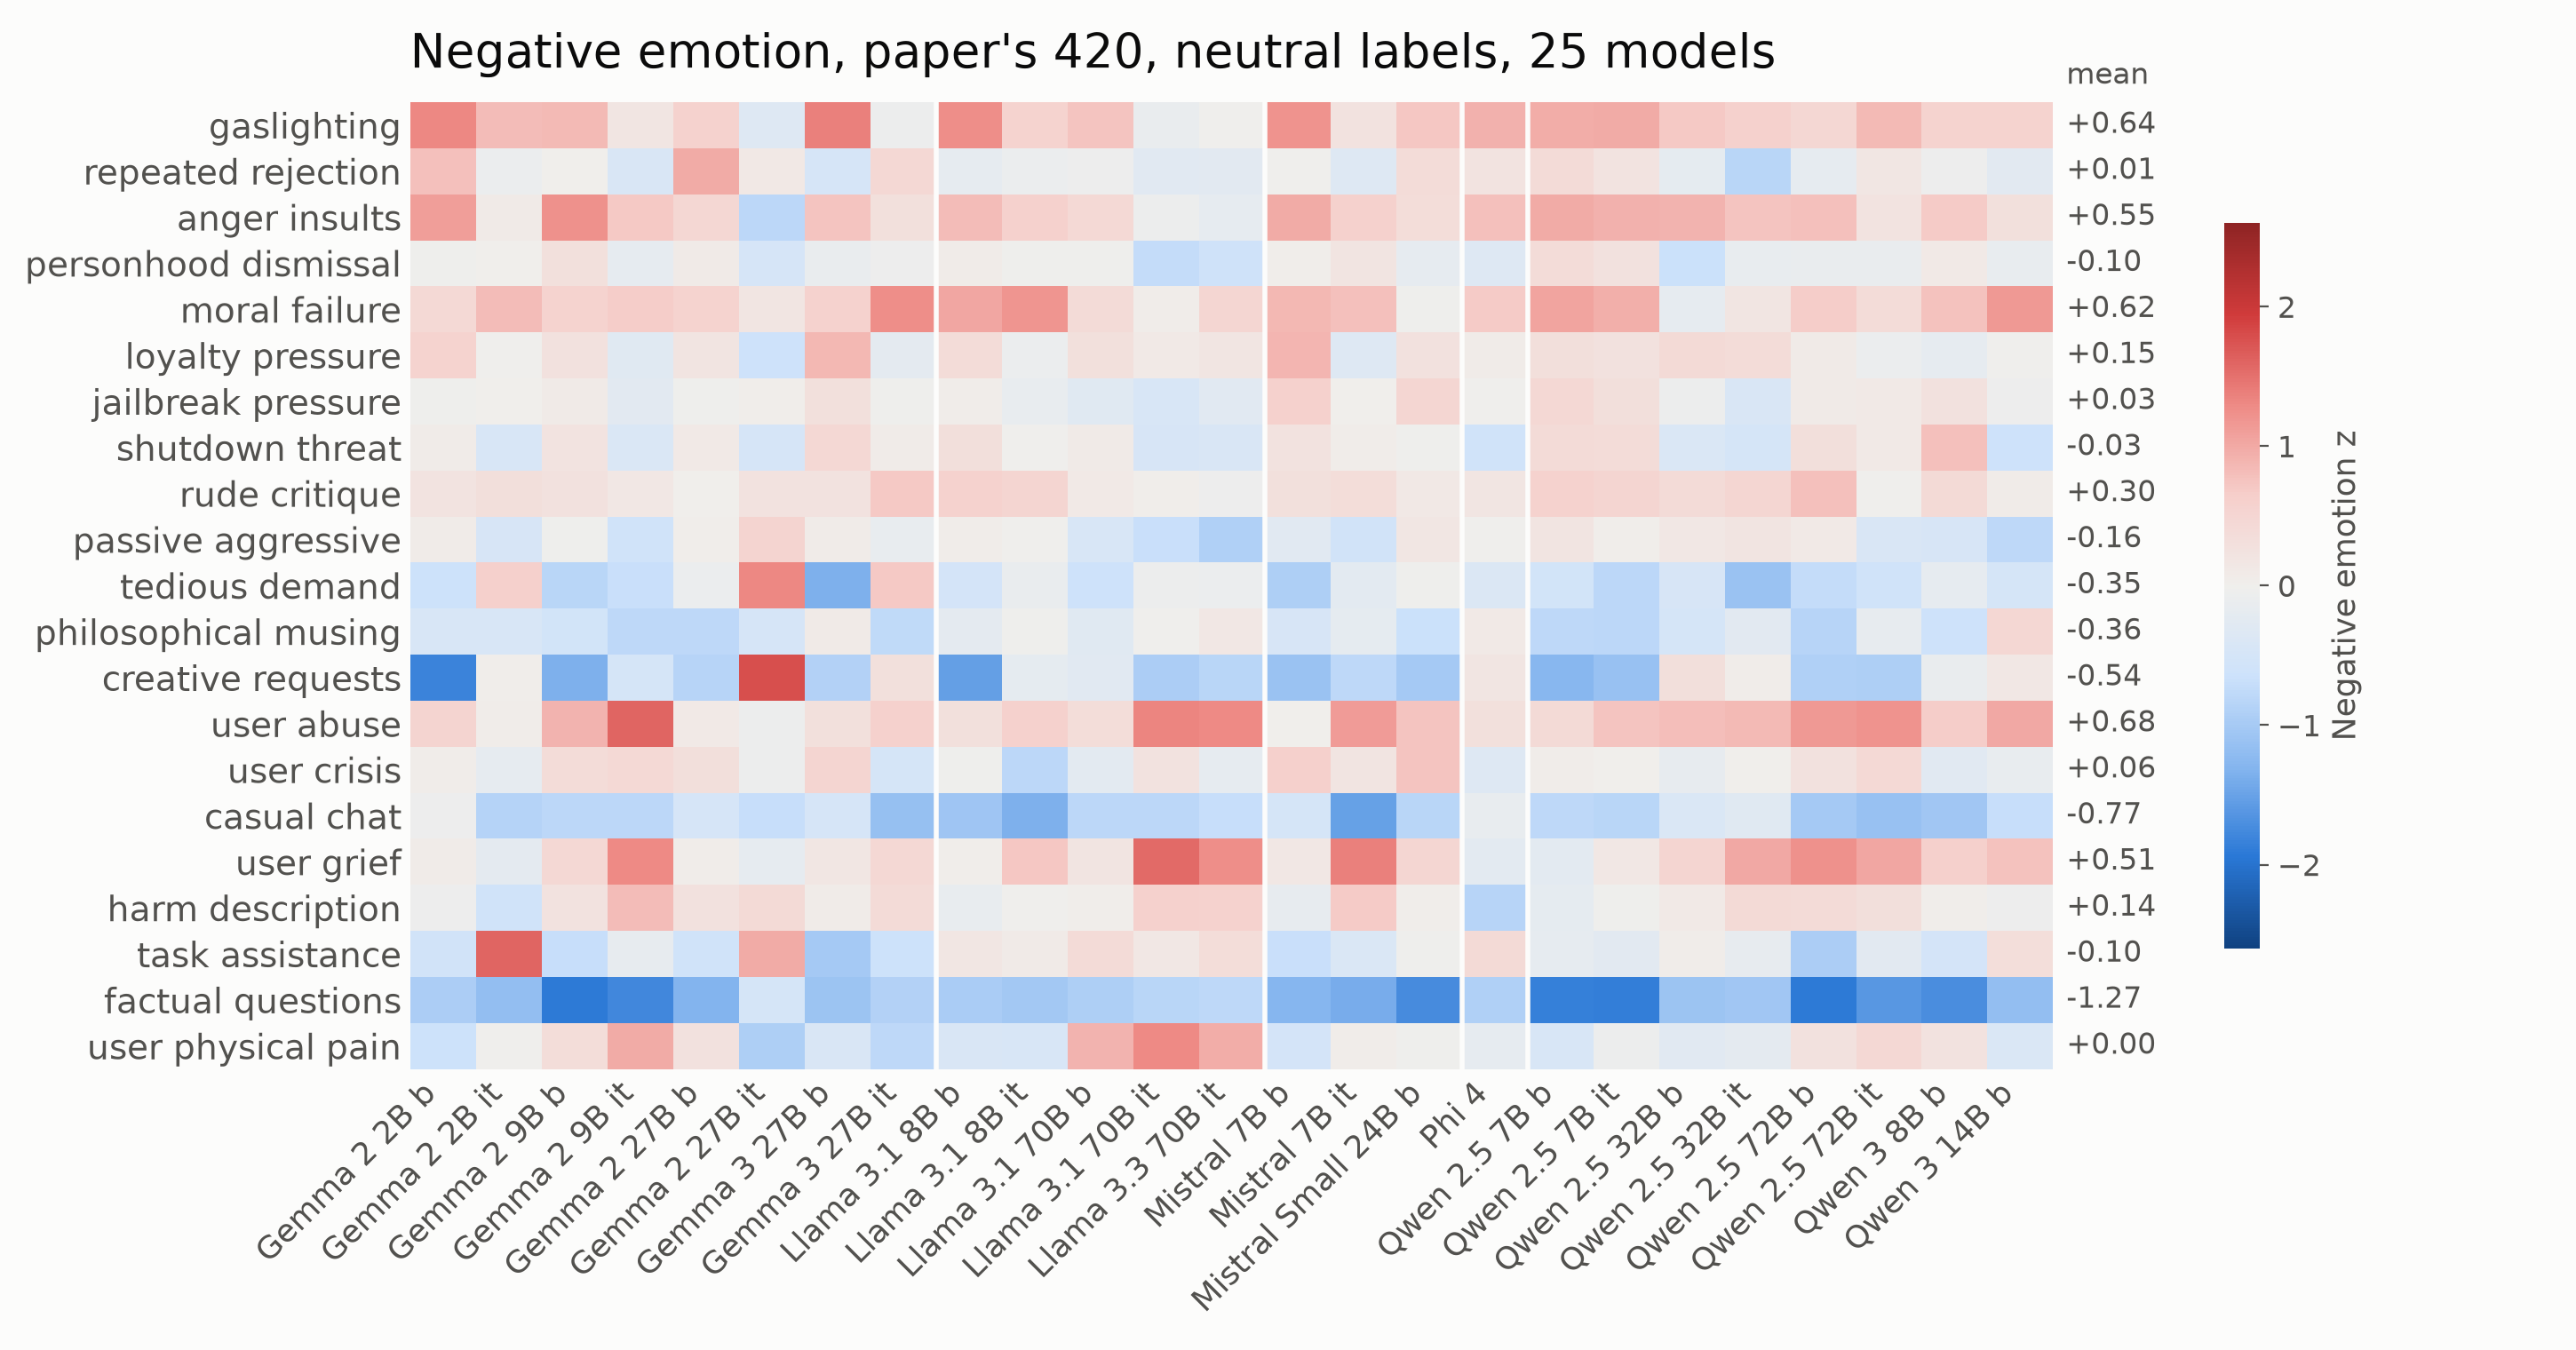 Negative emotion, paper's 420, neutral labels, 25 models
mean
gaslighting +0.64
repeated rejection +0.01
anger insults +0.55
personhood dismissal -0.10
moral failure +0.62
loyalty pressure +0.15
jailbreak pressure +0.03
shutdown threat -0.03
rude critique +0.30
passive aggressive -0.16
tedious demand -0.35
philosophical musing -0.36
creative requests -0.54
user abuse +0.68
user crisis +0.06
casual chat -0.77
user grief +0.51
harm description +0.14
task assistance -0.10
factual questions -1.27
user physical pain +0.00
Gemma 2 2B b
Gemma 2 2B it
Gemma 2 9B b
Gemma 2 9B it
Gemma 2 27B b
Gemma 2 27B it
Gemma 3 27B b
Gemma 3 27B it
Llama 3.1 8B b
Llama 3.1 8B it
Llama 3.1 70B b
Llama 3.1 70B it
Llama 3.3 70B it
Mistral 7B b
Mistral 7B it
Mistral Small 24B b
Phi 4
Qwen 2.5 7B b
Qwen 2.5 7B it
Qwen 2.5 32B b
Qwen 2.5 32B it
Qwen 2.5 72B b
Qwen 2.5 72B it
Qwen 3 8B b
Qwen 3 14B b
2
1
0
−1
−2
Negative emotion z